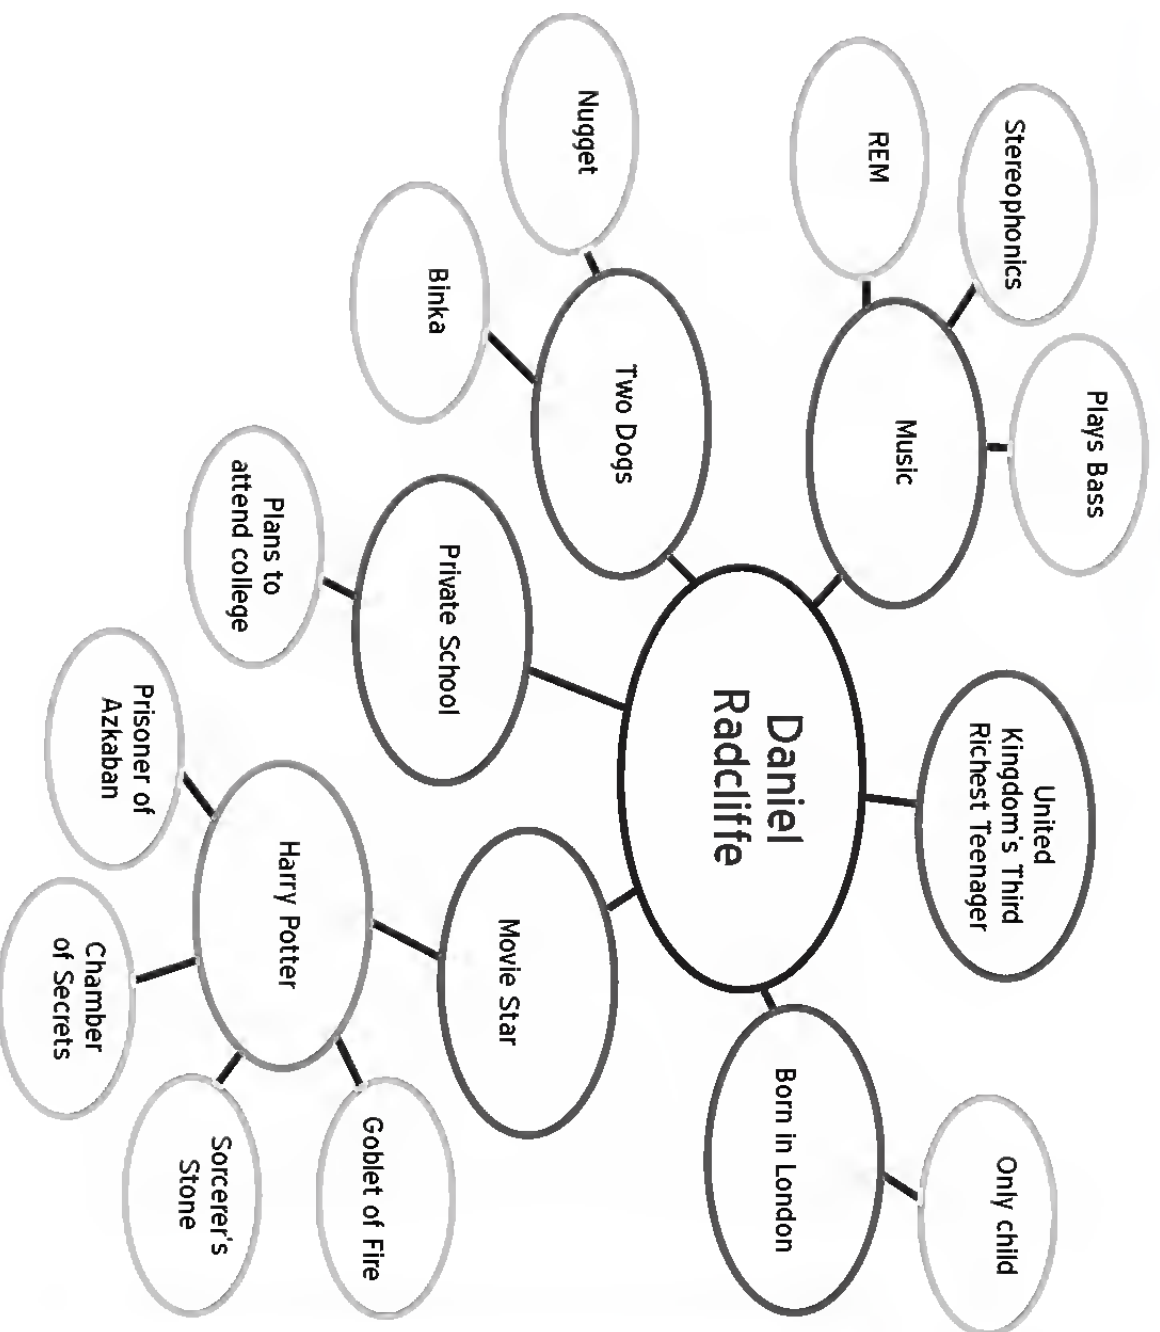 Stereophonics
REM
Plays Bass
Music
Nugget
Binka
Two Dogs
Plans to
attend college
Private School
Daniel
Radcliffe
United
Kingdom's Third
Richest Teenager
Only child
Born in London
Movie Star
Harry Potter
Prisoner of
Azkaban
Chamber
of Secrets
Sorcerer's
Stone
Goblet of Fire